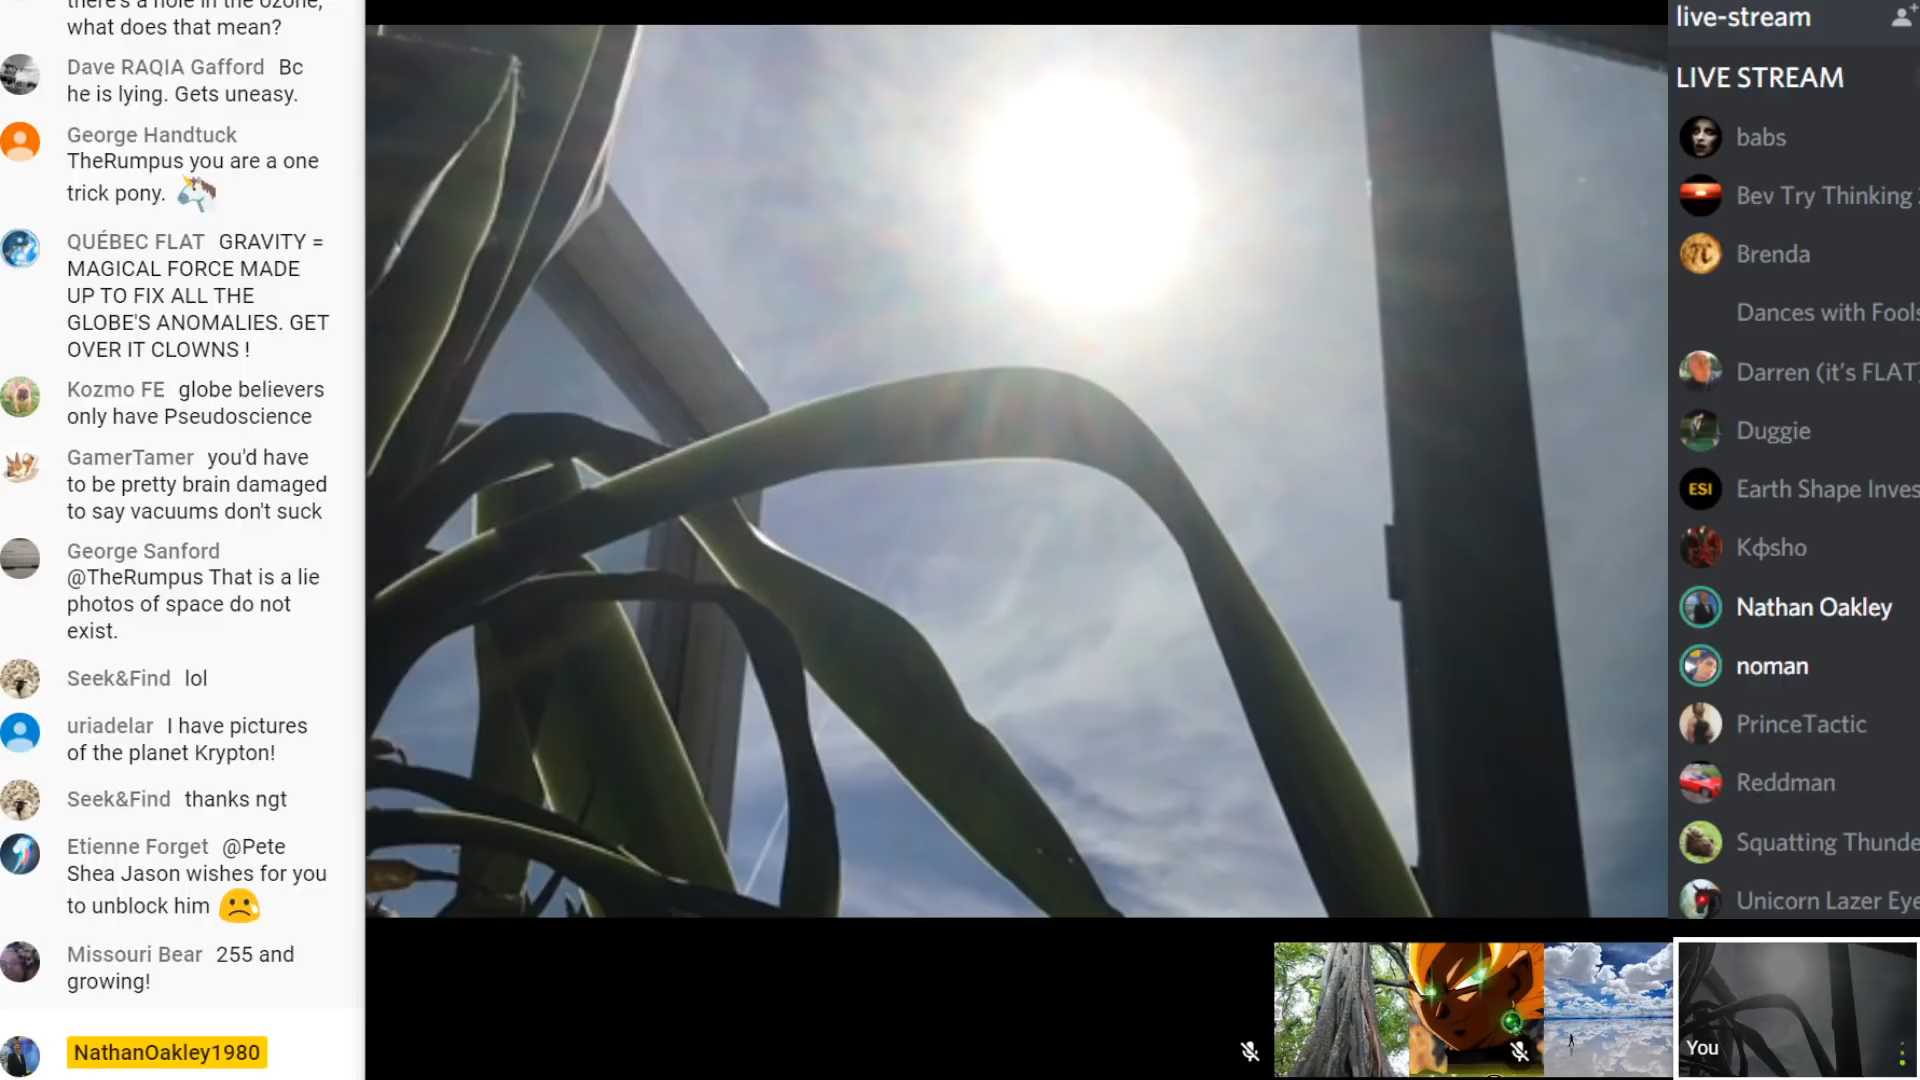 there's a hole in the ozone,
what does that mean?
Dave RAQIA Gafford Bc
he is lying. Gets uneasy.
George Handtuck
TheRumpus you are a one
trick pony.
QUÉBEC FLAT GRAVITY =
MAGICAL FORCE MADE
UP TO FIX ALL THE
GLOBE'S ANOMALIES. GET
OVER IT CLOWNS !
Kozmo FE globe believers
only have Pseudoscience
GamerTamer you'd have
to be pretty brain damaged
to say vacuums don't suck
George Sanford
@TheRumpus That is a lie
photos of space do not
exist.
Seek&Find lol
uriadelar I have pictures
of the planet Krypton!
Seek&Find thanks ngt
Etienne Forget @Pete
Shea Jason wishes for you
to unblock him
Missouri Bear 255 and
growing!
NathanOakley1980
live-stream
LIVE STREAM
babs
Bev Try Thinking
Brenda
Dances with Fools
Darren (it's FLAT)
Duggie
ESI Earth Shape Inves
Kфsho
Nathan Oakley
noman
PrinceTactic
Reddman
Squatting Thunde
Unicorn Lazer Eye
You